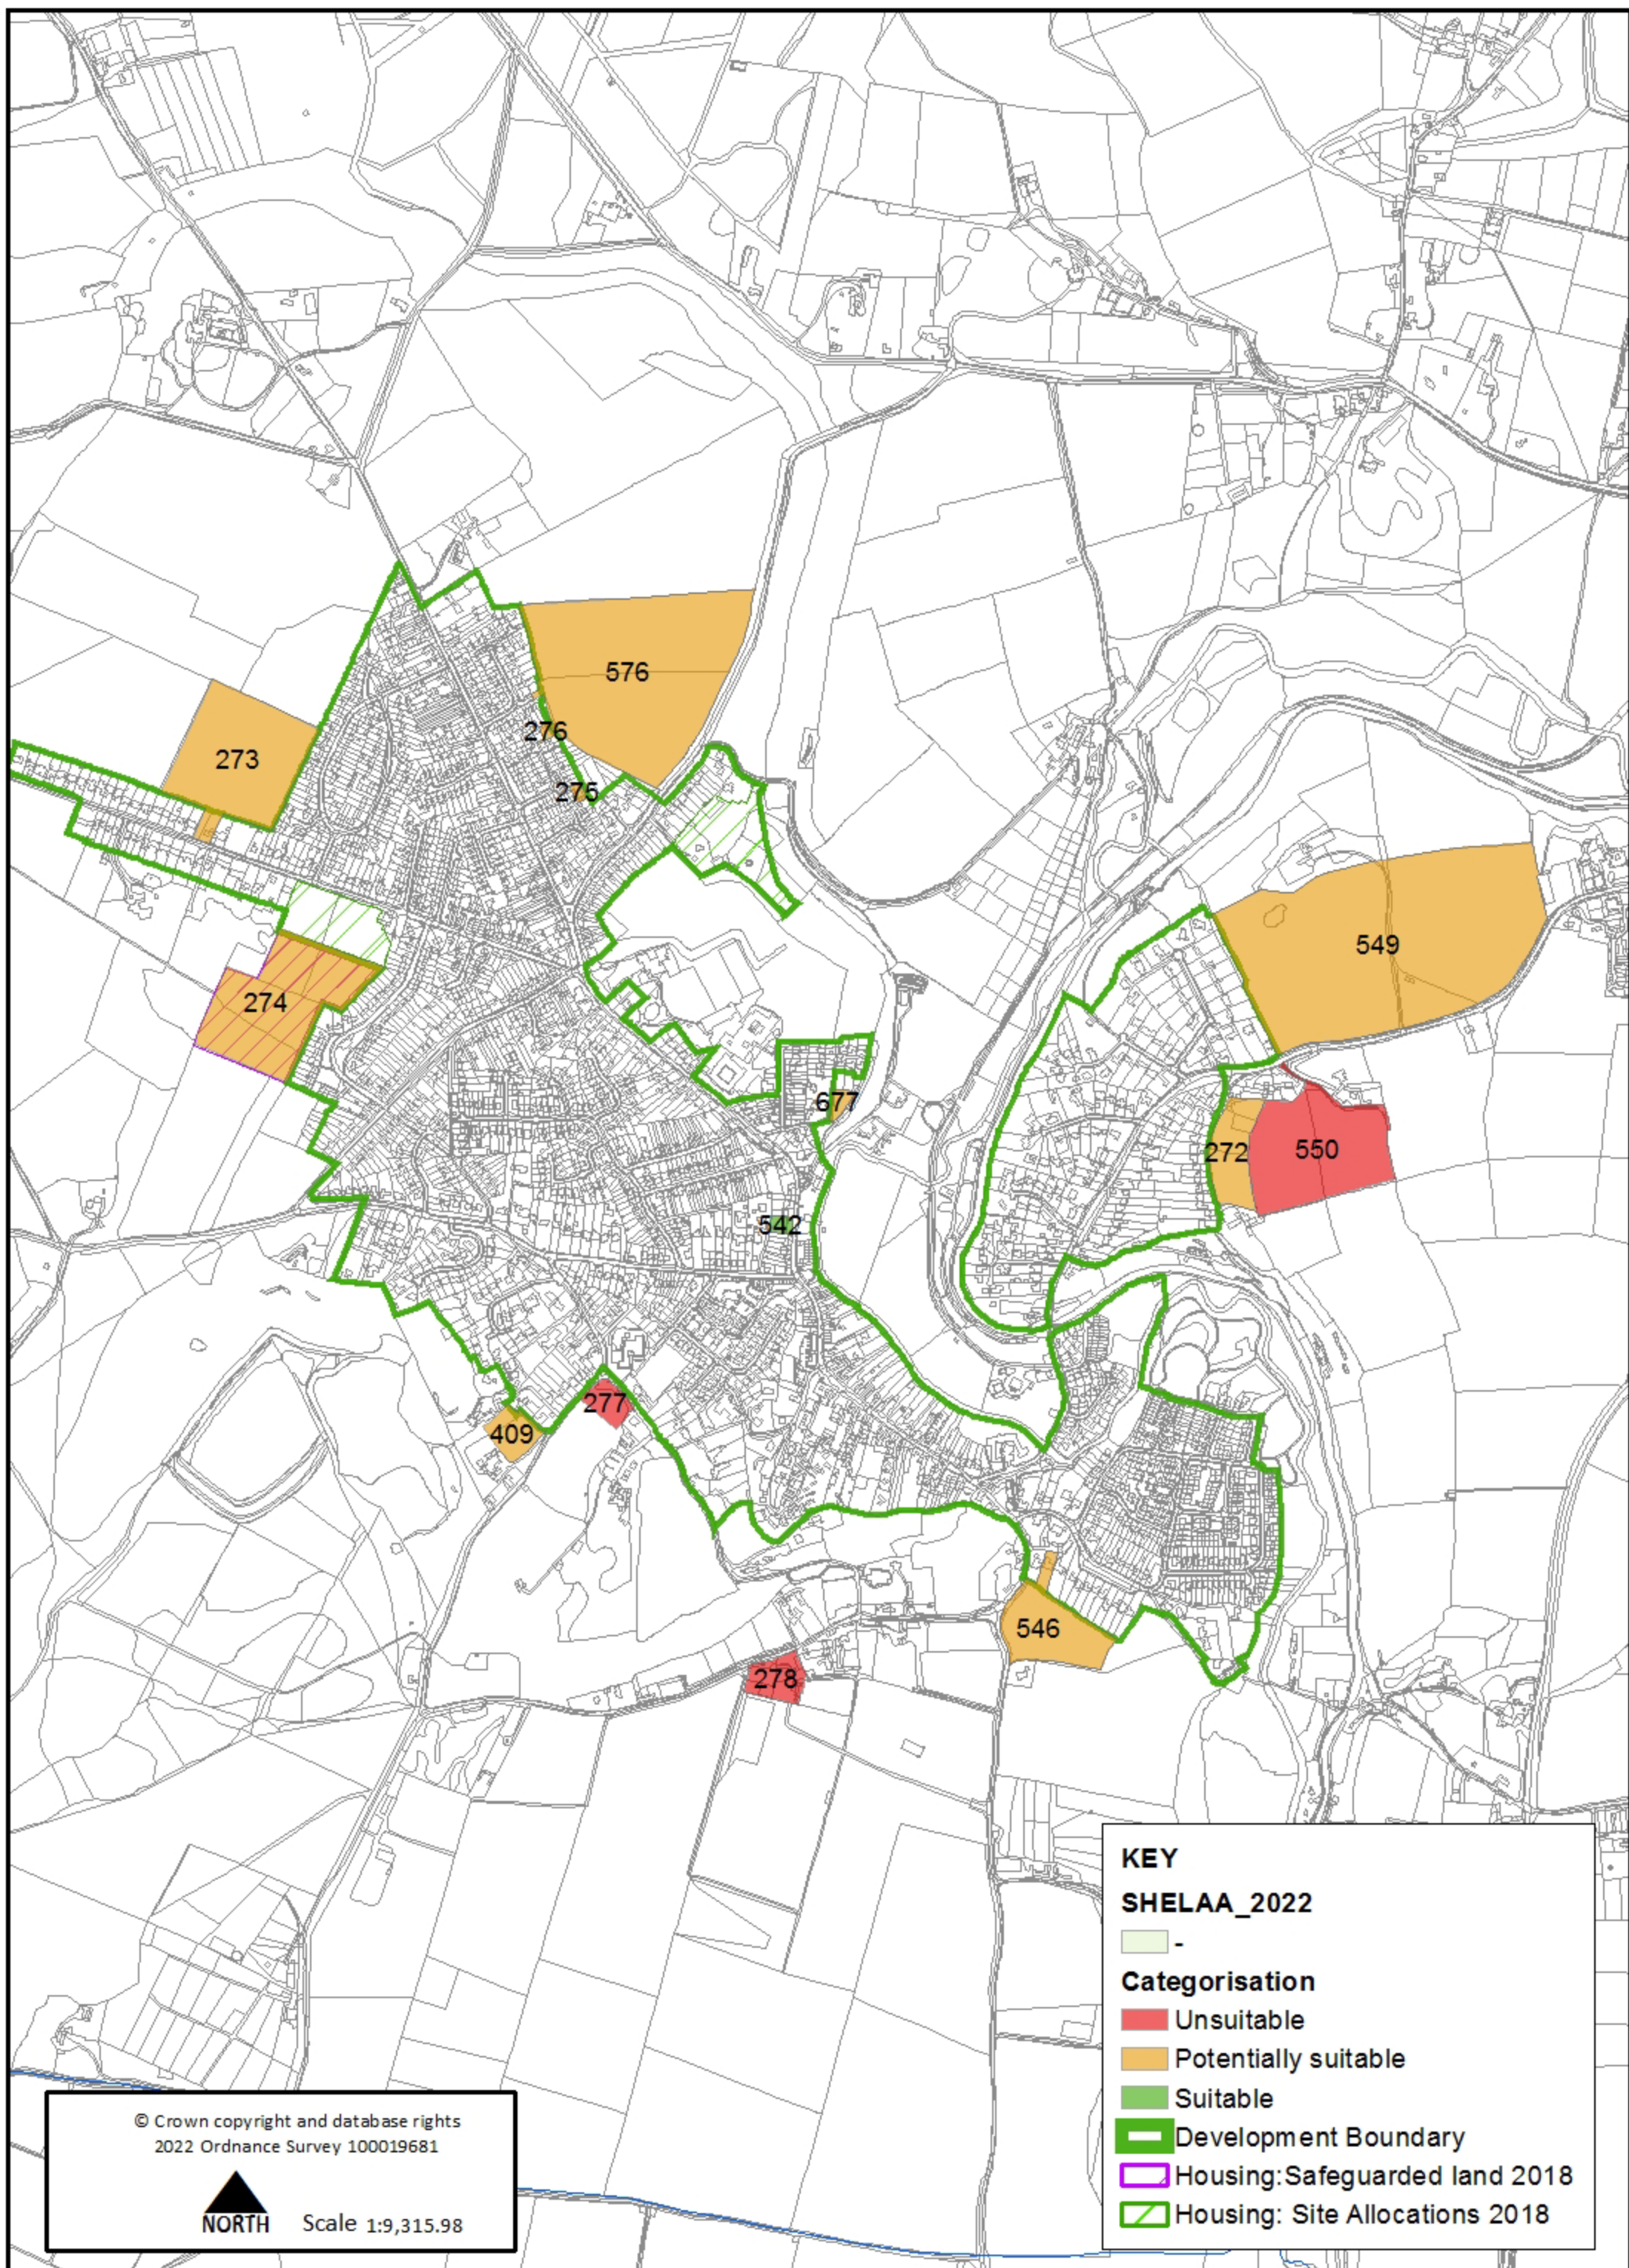 576
276
273
275
549
274
677
272
550
542
277
409
546
278
KEY
SHELAA_2022
-
Categorisation
Unsuitable
Potentially suitable
Suitable
Development Boundary
Housing:Safeguarded land 2018
Housing: Site Allocations 2018
© Crown copyright and database rights
2022 Ordnance Survey 100019681
NORTH Scale 1:9,315.98